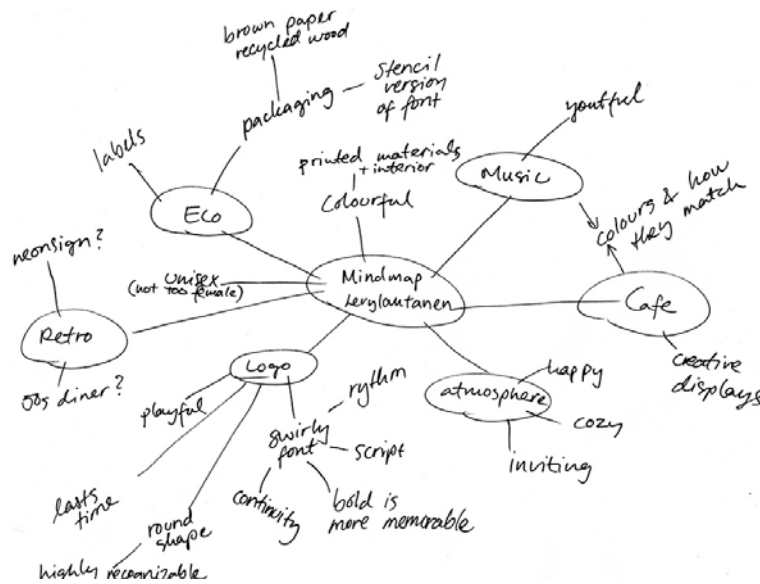 brown paper
recycled wood
packaging
stencil
version
of font
labels
Eco
printed materials
+ interior
Colourful
youtful
Music
colours & how
they match
neonsign?
unisex
(not too female)
Mindmap
Levylautanen
Cafe
Retro
50s diner?
creative
displays
Logo
playful
rythm
swirly
font
script
continuity
bold is
more memorable
atmosphere
happy
cozy
inviting
lasts
time
round
shape
highly recognizable